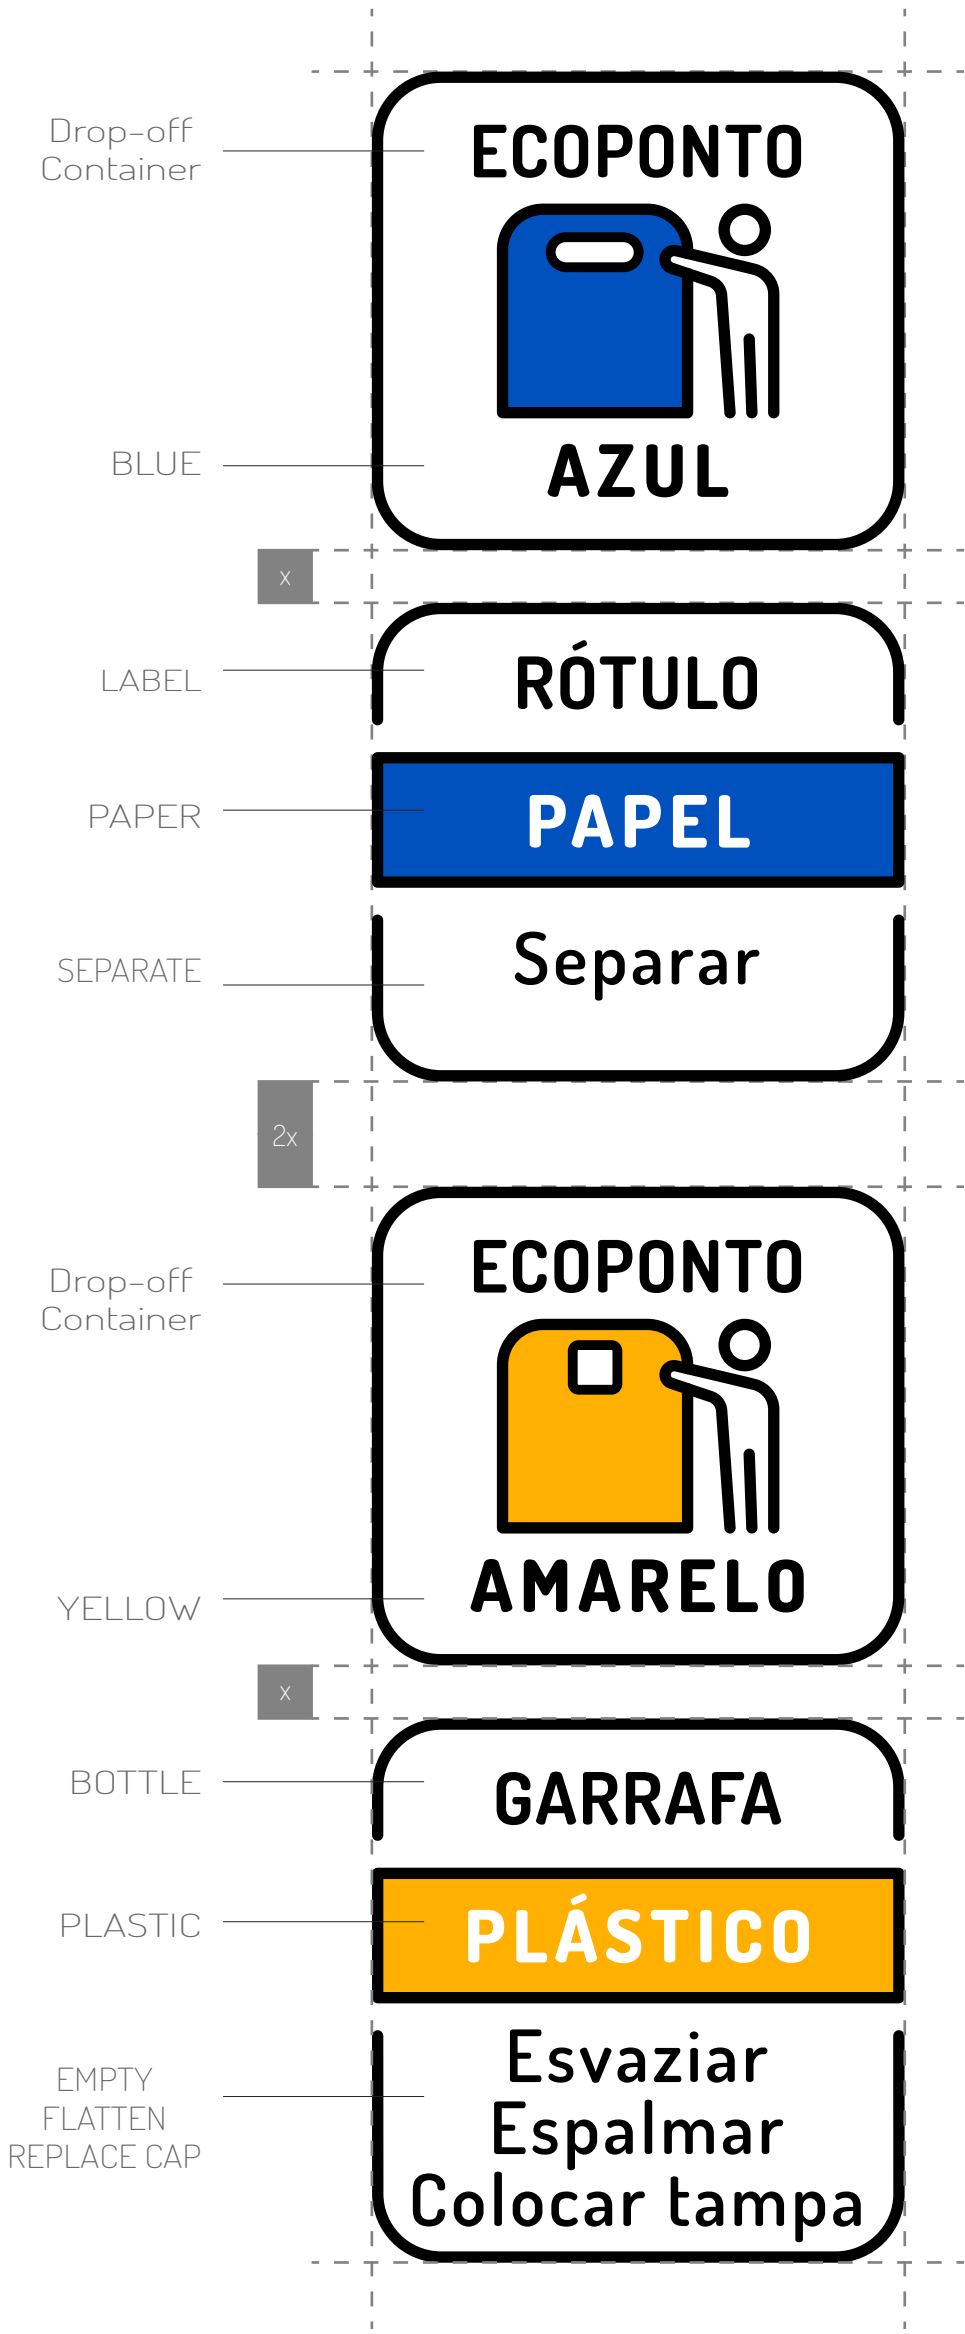 Drop-off
Container
ECOPONTO
BLUE
AZUL
x
LABEL
RÓTULO
PAPER
PAPEL
SEPARATE
Separar
2x
Drop-off
Container
ECOPONTO
YELLOW
AMARELO
x
BOTTLE
GARRAFA
PLASTIC
PLÁSTICO
EMPTY
FLATTEN
REPLACE CAP
Esvaziar
Espalmar
Colocar tampa